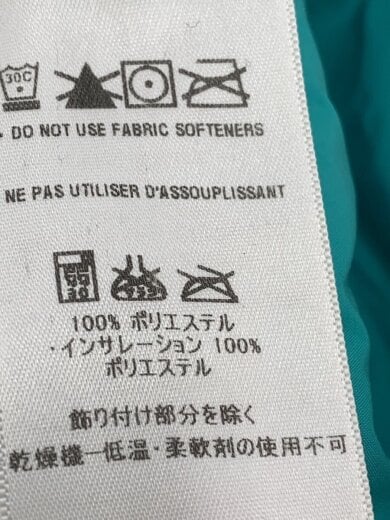 30C
DO NOT USE FABRIC SOFTENERS
NE PAS UTILISER D'ASSOUPLISSANT
100% ポリエステル
・インサレーション 100%
ポリエステル
飾り付け部分を除く
乾燥機一低温・柔軟剤の使用不可